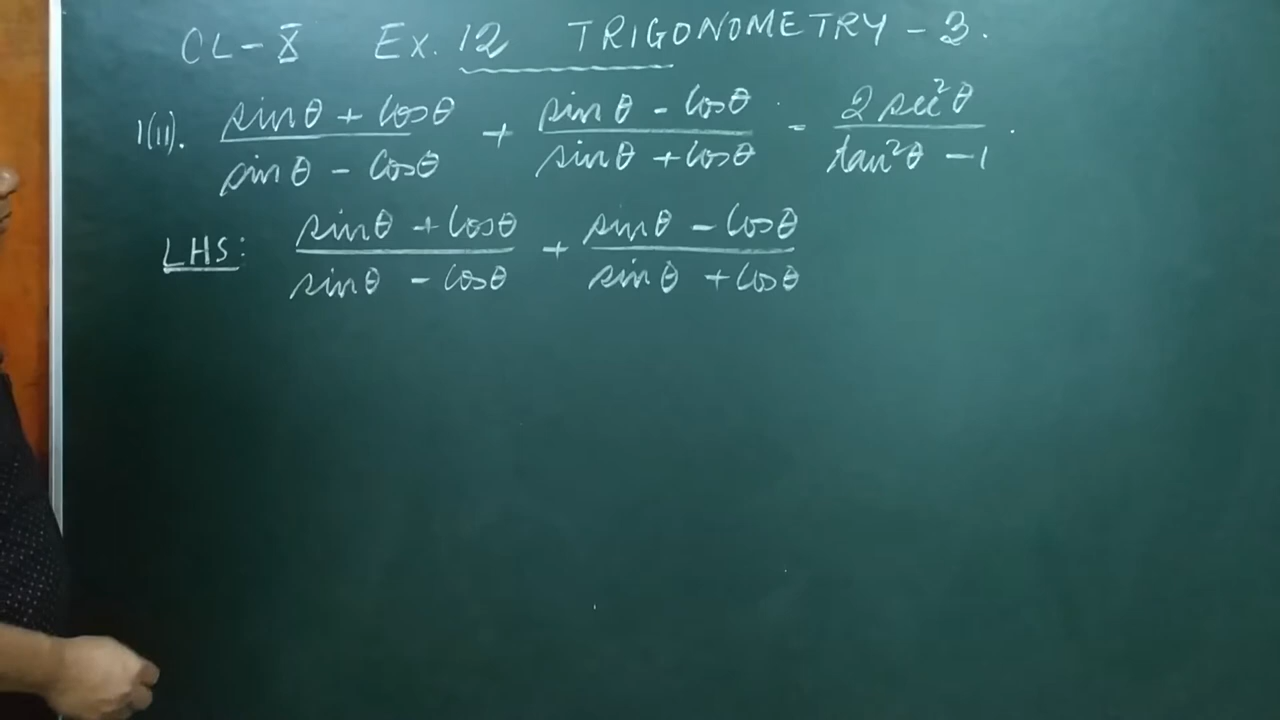 CL-X Ex. 12 TRIGONOMETRY - 3.
1(ii). (sinθ + cosθ)/(sinθ - cosθ) + (sinθ - cosθ)/(sinθ + cosθ) = (2 sec²θ)/(tan²θ - 1).
LHS: (sinθ + cosθ)/(sinθ - cosθ) + (sinθ - cosθ)/(sinθ + cosθ)